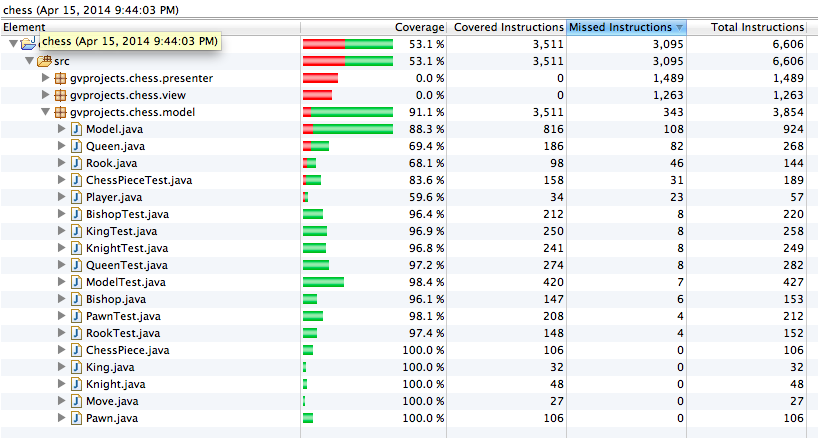 chess (Apr 15, 2014 9:44:03 PM)
Element Coverage Covered Instructions Missed Instructions Total Instructions
chess (Apr 15, 2014 9:44:03 PM) 53.1 % 3,511 3,095 6,606
src 53.1 % 3,511 3,095 6,606
gvprojects.chess.presenter 0.0 % 0 1,489 1,489
gvprojects.chess.view 0.0 % 0 1,263 1,263
gvprojects.chess.model 91.1 % 3,511 343 3,854
Model.java 88.3 % 816 108 924
Queen.java 69.4 % 186 82 268
Rook.java 68.1 % 98 46 144
ChessPieceTest.java 83.6 % 158 31 189
Player.java 59.6 % 34 23 57
BishopTest.java 96.4 % 212 8 220
KingTest.java 96.9 % 250 8 258
KnightTest.java 96.8 % 241 8 249
QueenTest.java 97.2 % 274 8 282
ModelTest.java 98.4 % 420 7 427
Bishop.java 96.1 % 147 6 153
PawnTest.java 98.1 % 208 4 212
RookTest.java 97.4 % 148 4 152
ChessPiece.java 100.0 % 106 0 106
King.java 100.0 % 32 0 32
Knight.java 100.0 % 48 0 48
Move.java 100.0 % 27 0 27
Pawn.java 100.0 % 106 0 106